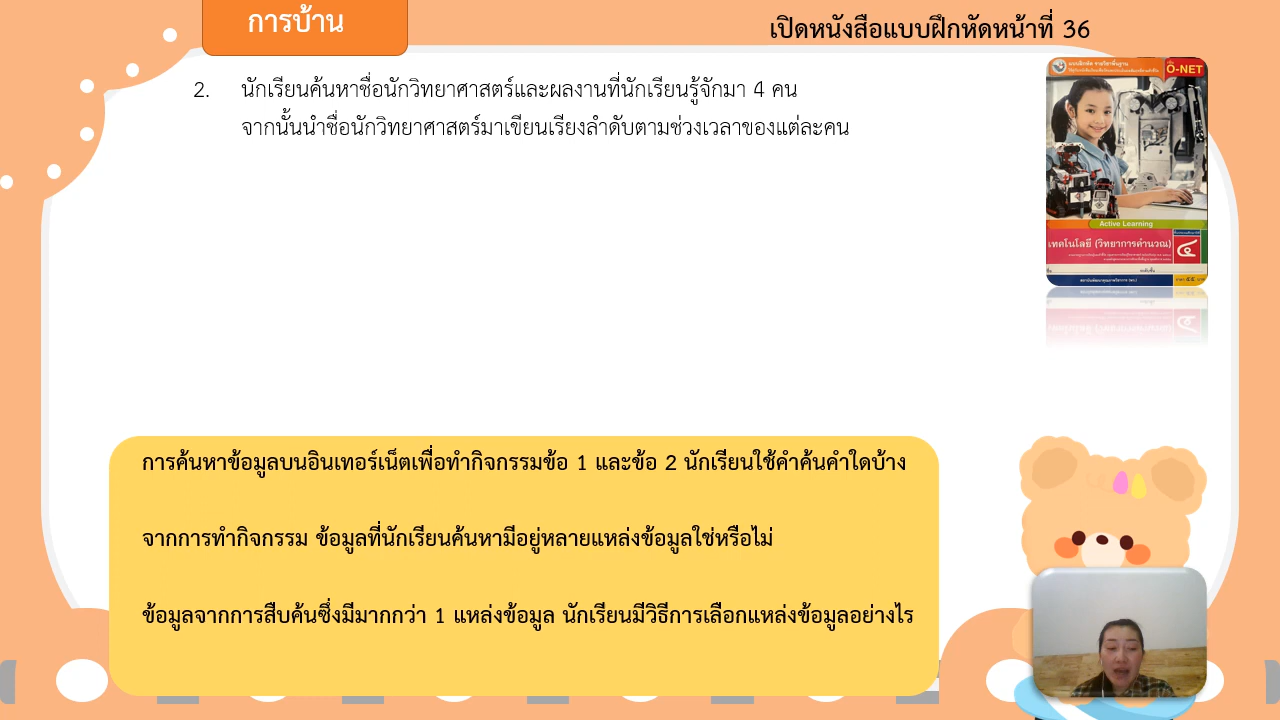 การบ้าน
เปิดหนังสือแบบฝึกหัดหน้าที่ 36
2. นักเรียนค้นหาชื่อนักวิทยาศาสตร์และผลงานที่นักเรียนรู้จักมา 4 คน
จากนั้นนำชื่อนักวิทยาศาสตร์มาเขียนเรียงลำดับตามช่วงเวลาของแต่ละคน
O-NET
Active Learning
เทคโนโลยี (วิทยาการคำนวณ)
๔
การค้นหาข้อมูลบนอินเทอร์เน็ตเพื่อทำกิจกรรมข้อ 1 และข้อ 2 นักเรียนใช้คำค้นคำใดบ้าง
จากการทำกิจกรรม ข้อมูลที่นักเรียนค้นหามีอยู่หลายแหล่งข้อมูลใช่หรือไม่
ข้อมูลจากการสืบค้นซึ่งมีมากกว่า 1 แหล่งข้อมูล นักเรียนมีวิธีการเลือกแหล่งข้อมูลอย่างไร